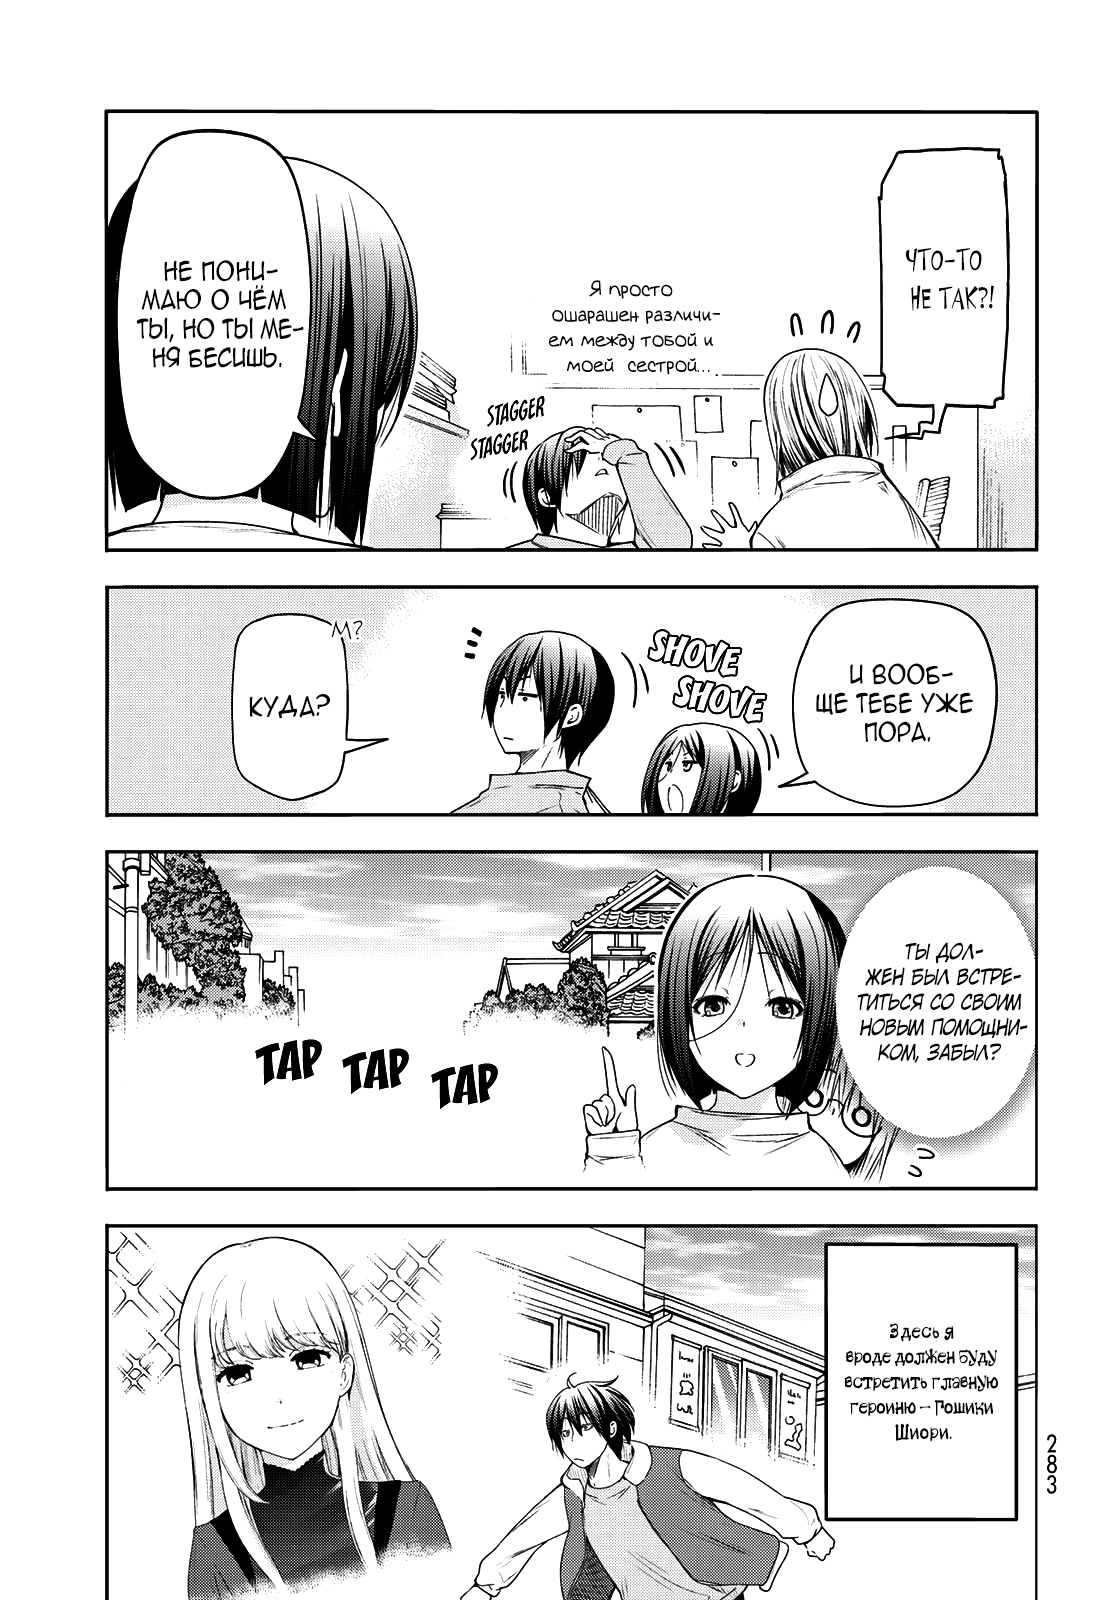 ЧТО-ТО
НЕ ТАК?!
Я просто
ошарашен различи-
ем между тобой и
моей сестрой...
STAGGER
STAGGER
НЕ ПОНИ-
МАЮ О ЧЁМ
ТЫ, НО ТЫ МЕ-
НЯ БЕСИШЬ.
И ВООБ-
ЩЕ ТЕБЕ УЖЕ
ПОРА.
SHOVE
SHOVE
М?
КУДА?
ТЫ ДОЛ-
ЖЕН БЫЛ ВСТРЕ-
ТИТЬСЯ СО СВОИМ
НОВЫМ ПОМОЩНИ-
КОМ, ЗАБЫЛ?
TAP
TAP
TAP
Здесь я
вроде должен буду
встретить главную
героиню – Гошики
Шиори.
283